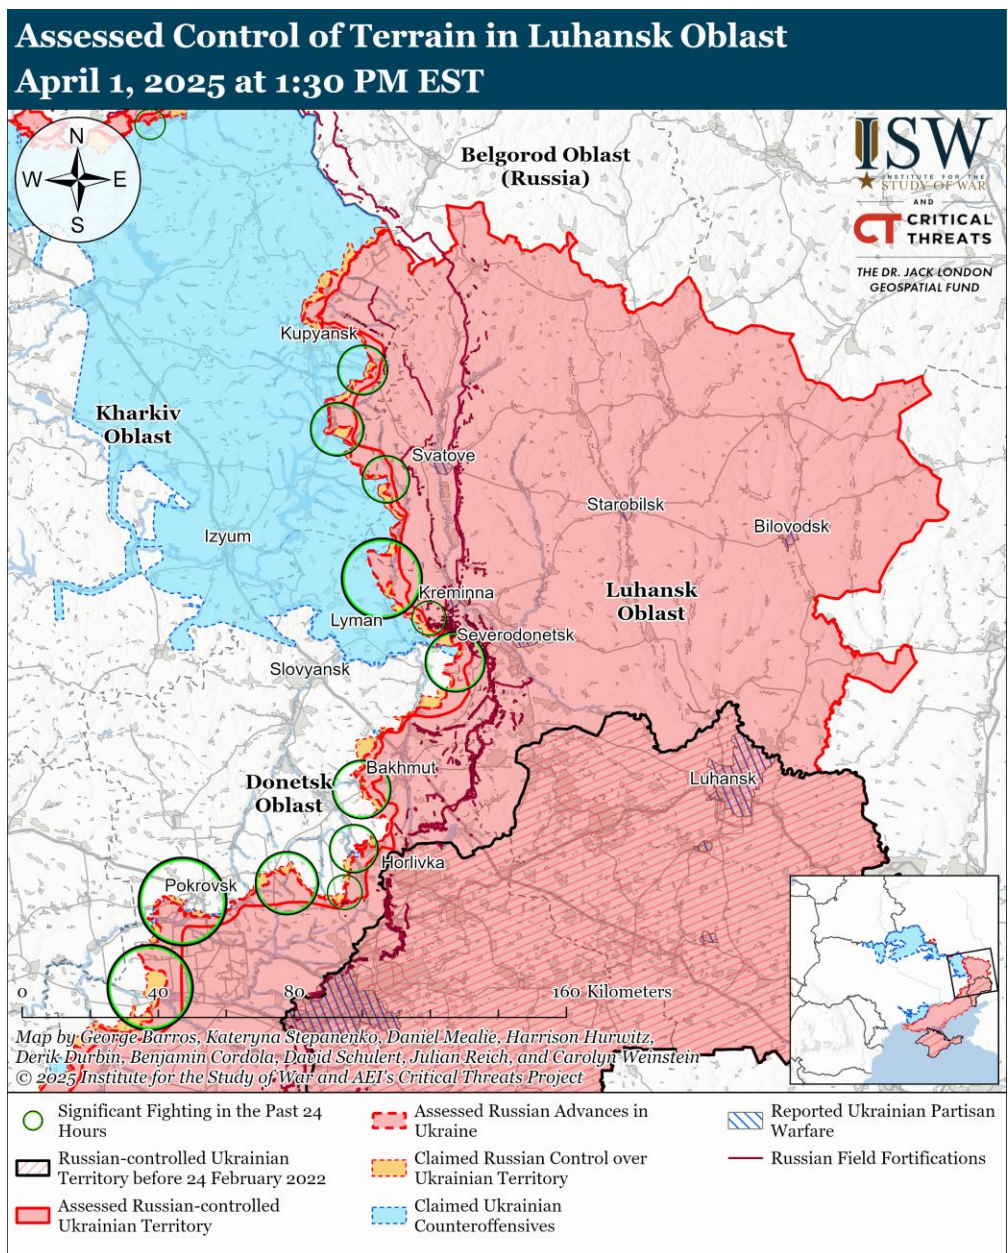 Assessed Control of Terrain in Luhansk Oblast
April 1, 2025 at 1:30 PM EST
N
W
E
S
Belgorod Oblast
(Russia)
ISW
INSTITUTE FOR THE
STUDY OF WAR
AND
CT CRITICAL
THREATS
THE DR. JACK LONDON
GEOSPATIAL FUND
Kupyansk
Kharkiv
Oblast
Svatove
Starobilsk
Bilovodsk
Izyum
Kreminna
Luhansk
Oblast
Lyman
Severodonetsk
Slovyansk
Bakhmut
Luhansk
Donetsk
Oblast
Horlivka
Pokrovsk
0
40
80
160 Kilometers
Map by George Barros, Kateryna Stepanenko, Daniel Mealie, Harrison Hurwitz,
Derik Durbin, Benjamin Cordola, David Schulert, Julian Reich, and Carolyn Weinstein
© 2025 Institute for the Study of War and AEI's Critical Threats Project
Significant Fighting in the Past 24
Hours
Russian-controlled Ukrainian
Territory before 24 February 2022
Assessed Russian-controlled
Ukrainian Territory
Assessed Russian Advances in
Ukraine
Claimed Russian Control over
Ukrainian Territory
Claimed Ukrainian
Counteroffensives
Reported Ukrainian Partisan
Warfare
Russian Field Fortifications